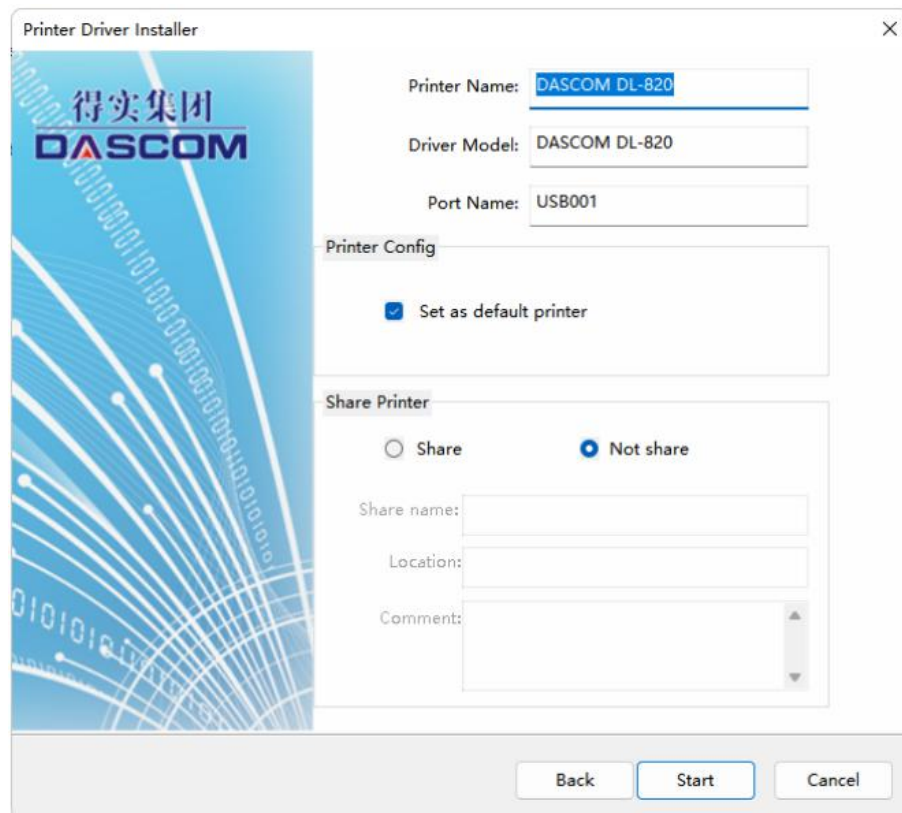 Printer Driver Installer
得实集团
DASCOM
Printer Name: DASCOM DL-820
Driver Model: DASCOM DL-820
Port Name: USB001
Printer Config
Set as default printer
Share Printer
Share
Not share
Share name:
Location:
Comment:
Back
Start
Cancel